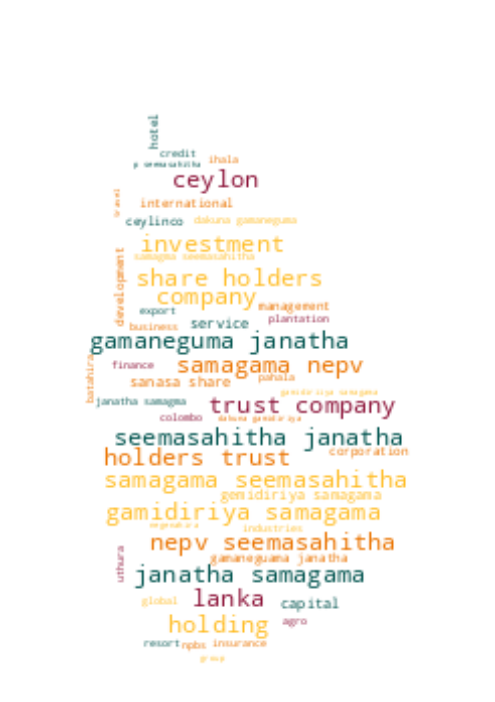 hotel
credit
p seemasahitha
ihala
ceylon
travel
international
ceylinco
dakuna gamaneguma
investment
samagma seemasahitha
development
share holders
company
management
export
plantation
business
service
gamaneguma janatha
batahira
finance
samagama nepv
pahala
sanasa share
gamidiriya samagama
janatha samagma
trust company
colombo
dakuna gamidiriya
seemasahitha janatha
holders trust
corporation
samagama seemasahitha
gemidiriya samagama
gamidiriya samagama
industries
nepv seemasahitha
gamaneguama janatha
uthura
janatha samagama
global
lanka
capital
holding
agro
resort
npbs
insurance
group